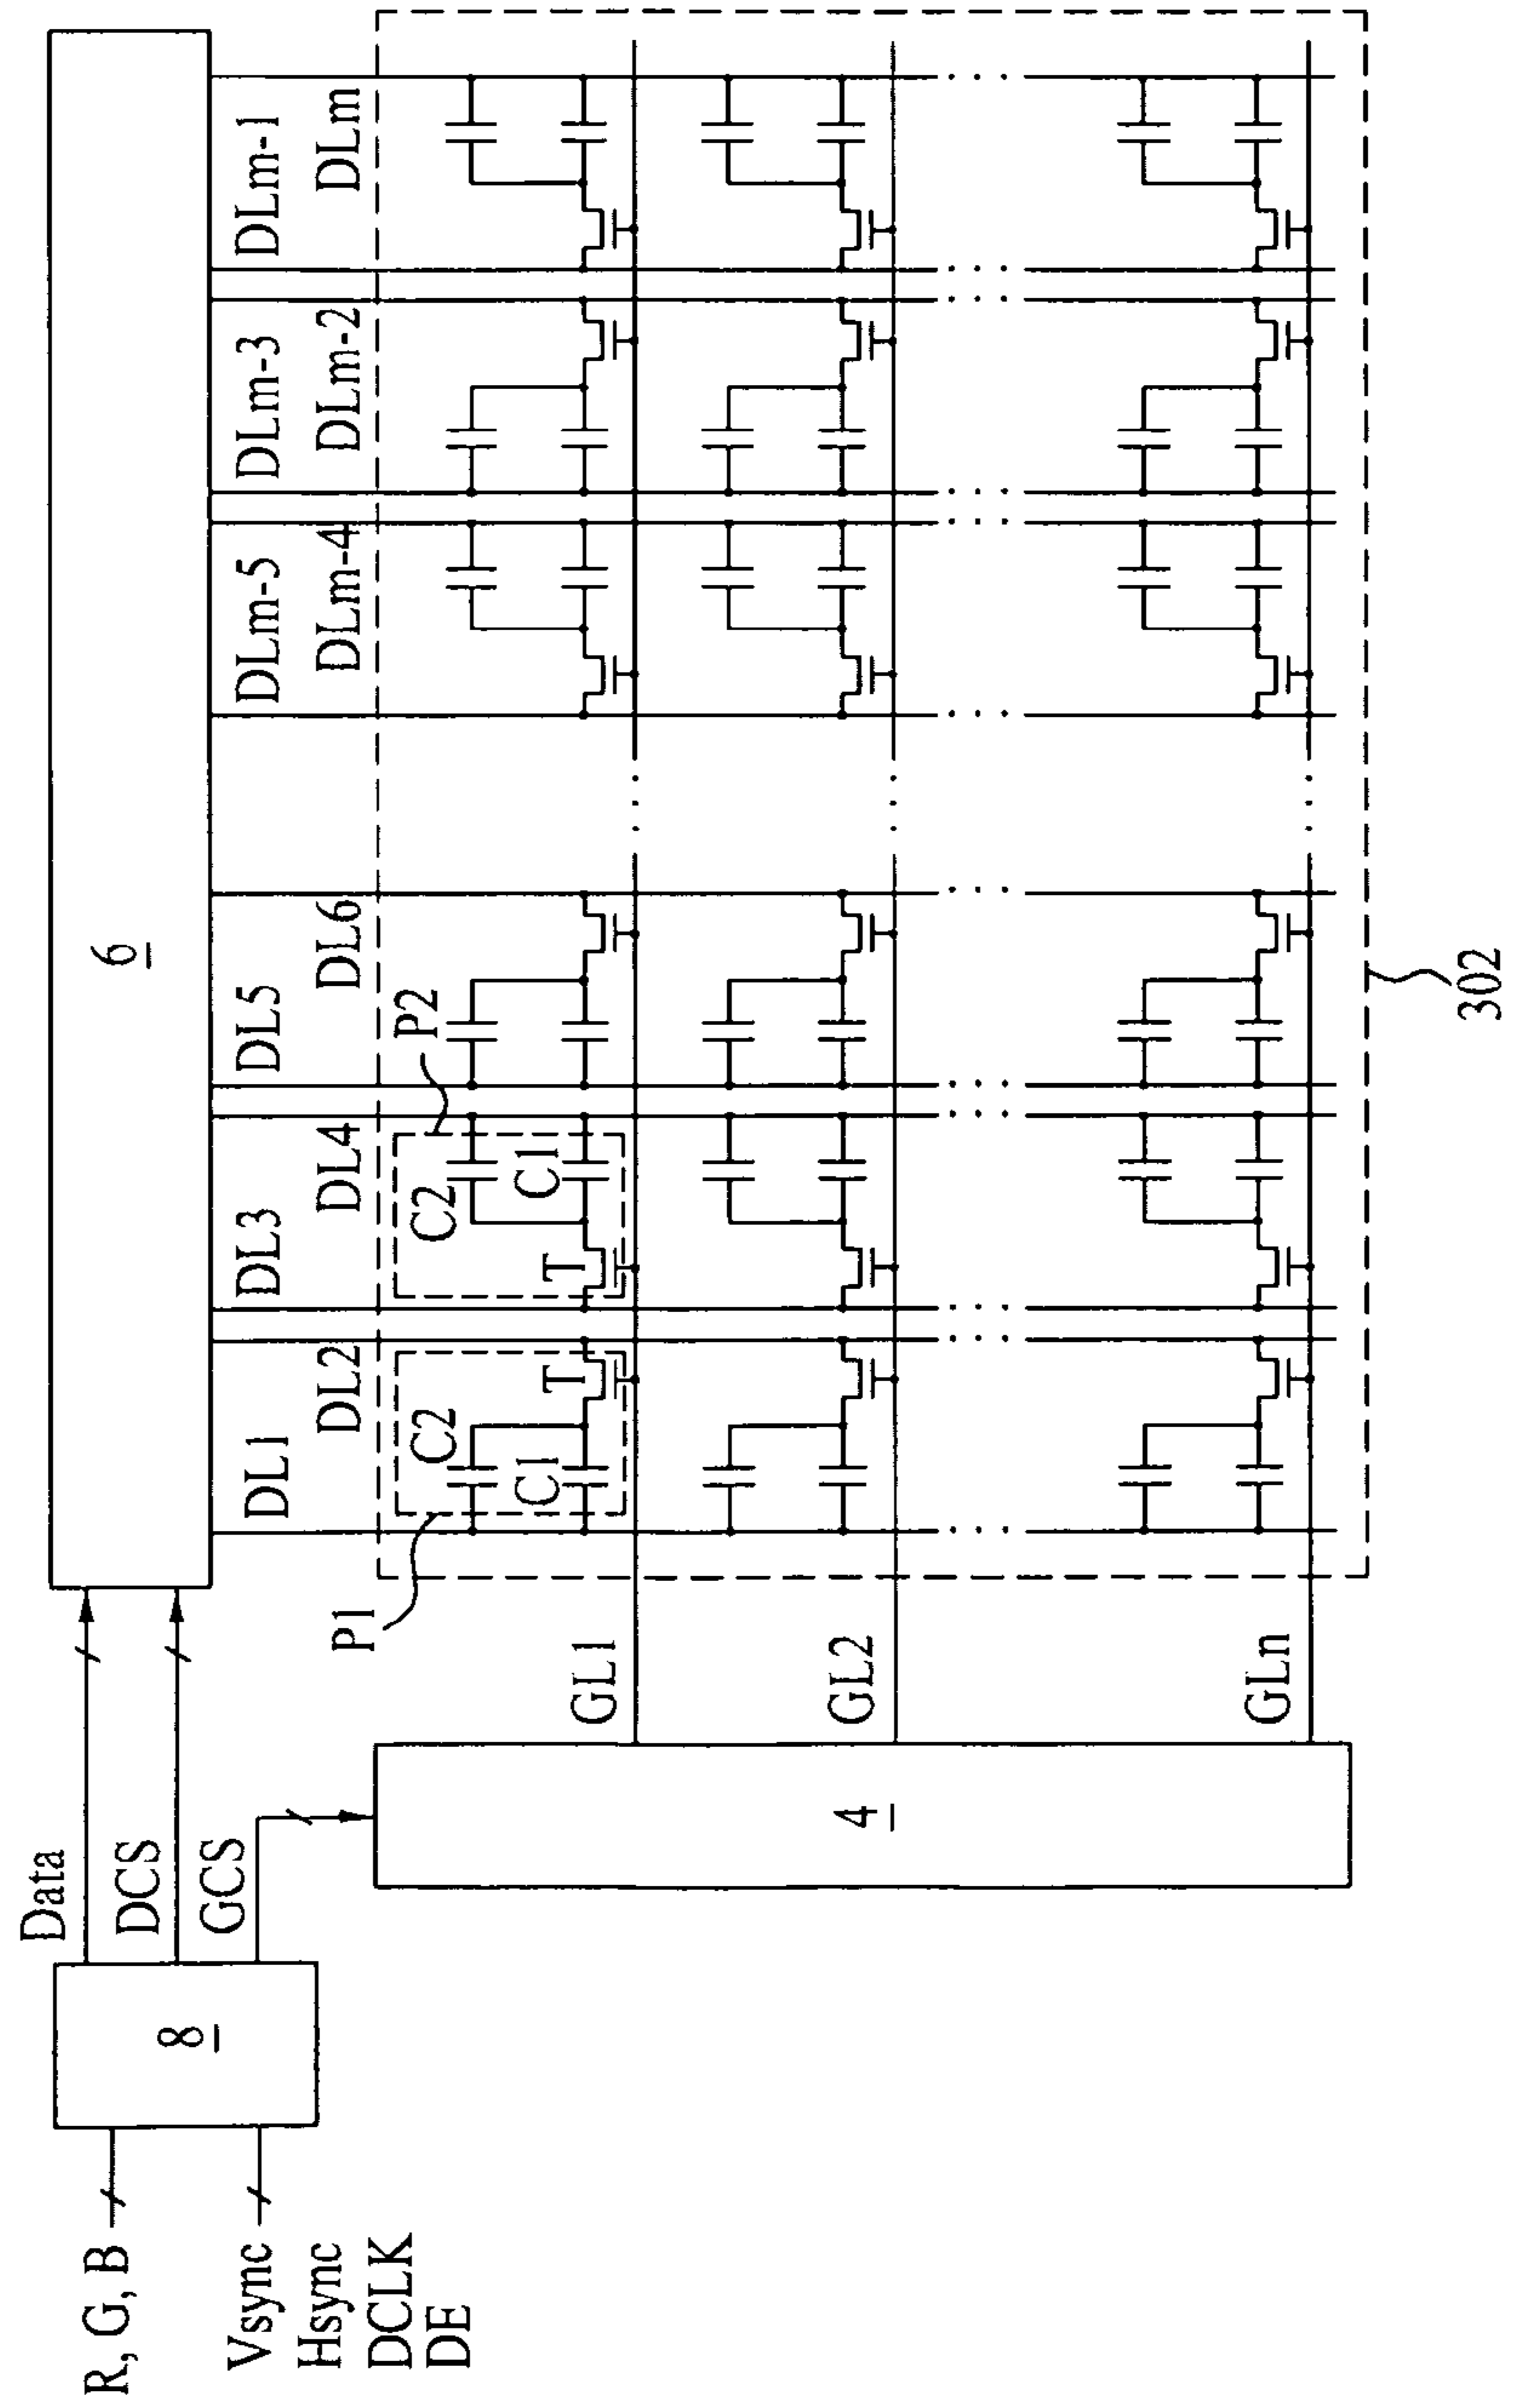 R, G, B
Vsync
Hsync
DCLK
DE
8
Data
DCS
GCS
6
4
DL1
DL2
DL3
DL4
DL5
DL6
DLm-5
DLm-4
DLm-3
DLm-2
DLm-1
DLm
P1
P2
C2
C1
T
C2
C1
T
GL1
GL2
GLn
302